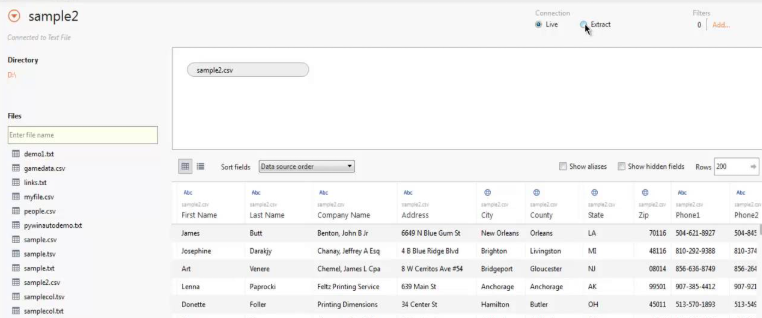 sample2
Connection
Filters
Live
Extract
0
Add...
Connected to Text File
Directory
D:\
sample2.csv
Files
Enter file name
demo1.txt
gamedata.csv
links.txt
myfile.csv
people.csv
pywinautodemo.txt
sample.csv
sample.tsv
sample.txt
sample2.csv
samplecol.tsv
samplecol.txt
Sort fields
Data source order
Show aliases
Show hidden fields
Rows
200
Abc Abc Abc Abc Abc Abc
sample2.csv sample2.csv sample2.csv sample2.csv sample2.csv sample2.csv sample2.csv sample2.csv sample2.csv sample2.csv
First Name Last Name Company Name Address City County State Zip Phone1 Phone2
James Butt Benton, John B Jr 6649 N Blue Gum St New Orleans Orleans LA 70116 504-621-8927 504-845
Josephine Darakjy Chanay, Jeffrey A Esq 4 B Blue Ridge Blvd Brighton Livingston MI 48116 810-292-9388 810-374
Art Venere Chemel, James L Cpa 8 W Cerritos Ave #54 Bridgeport Gloucester NJ 08014 856-636-8749 856-264
Lenna Paprocki Feltz Printing Service 639 Main St Anchorage Anchorage AK 99501 907-385-4412 907-921
Donette Foller Printing Dimensions 34 Center St Hamilton Butler OH 45011 513-570-1893 513-549